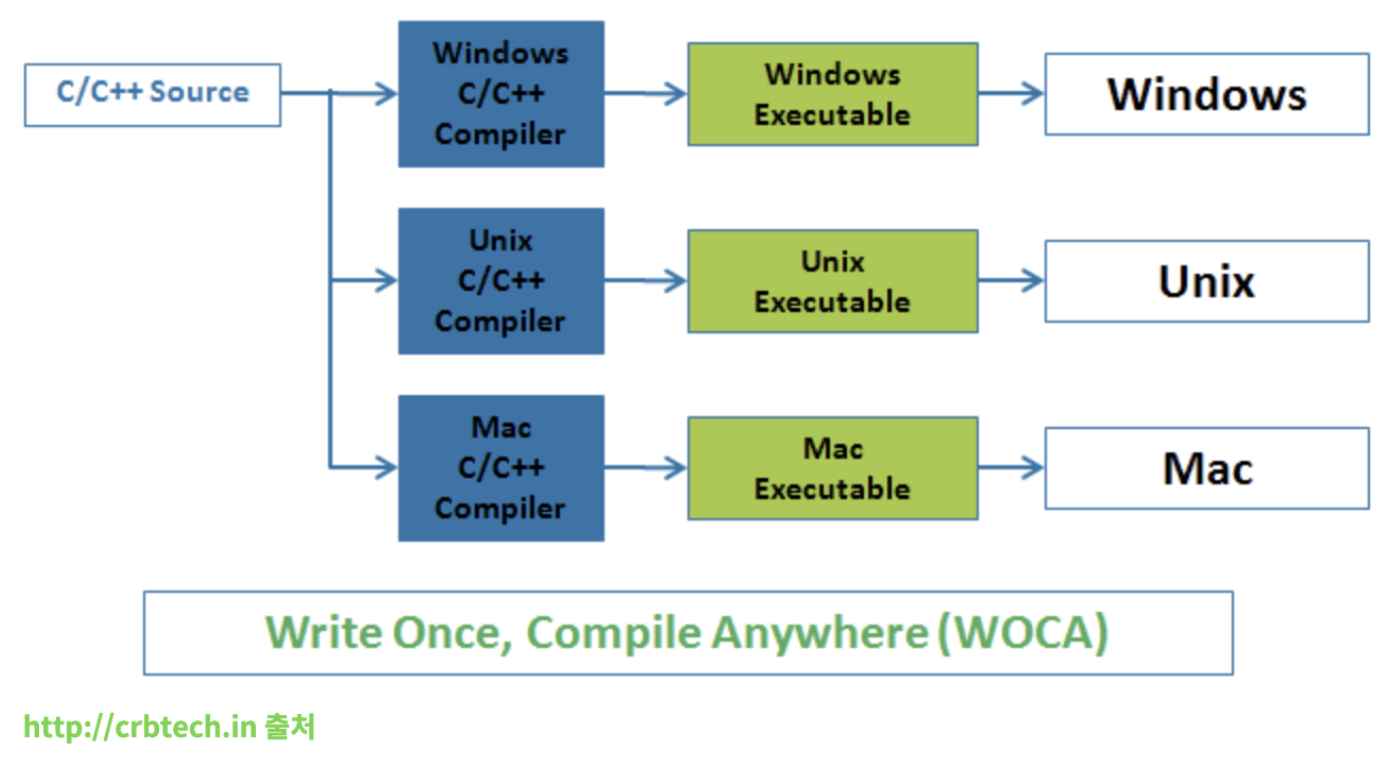 C/C++ Source
Windows
C/C++
Compiler
Windows
Executable
Windows
Unix
C/C++
Compiler
Unix
Executable
Unix
Mac
C/C++
Compiler
Mac
Executable
Mac
Write Once, Compile Anywhere (WOCA)
http://crbtech.in 출처